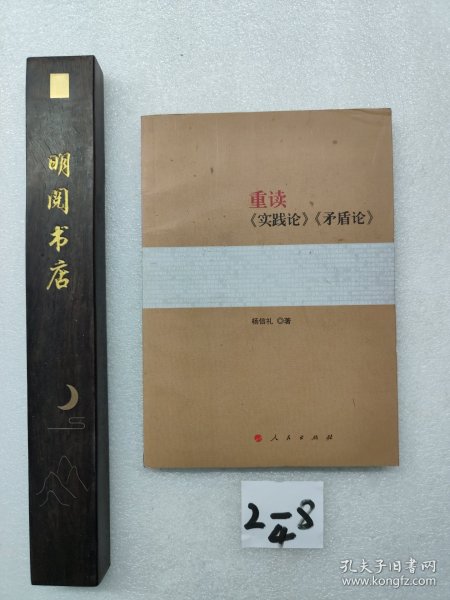 明阅书店
重读
《实践论》《矛盾论》
杨信礼 ◎著
人民出版社
2—8
4
孔夫子旧书网
www.kongfz.com